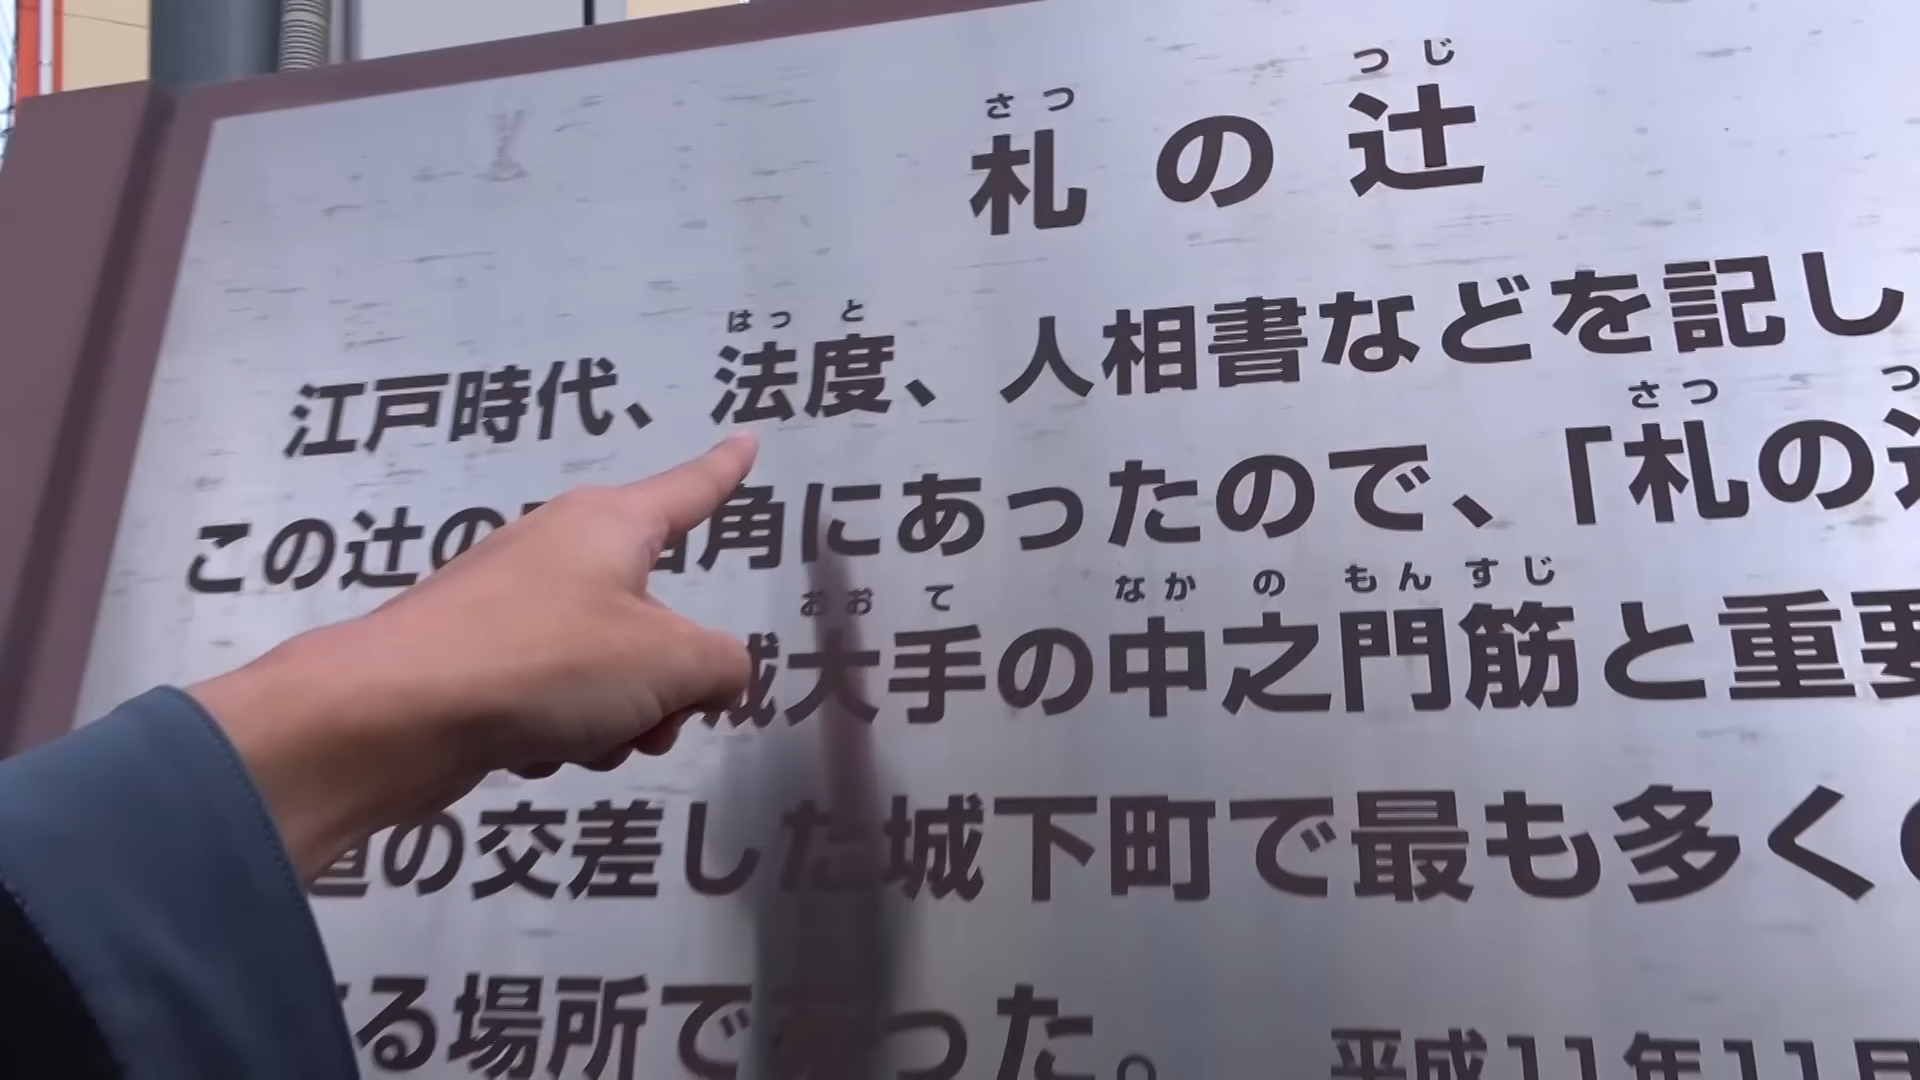 さつ つじ
札の辻
はっと
江戸時代、法度、人相書などを記し
さつ
この辻の 角にあったので、「札の
おおて なかのもんすじ
城大手の中之門筋と重要
道の交差した城下町で最も多く
る場所であった。 平成11年11月